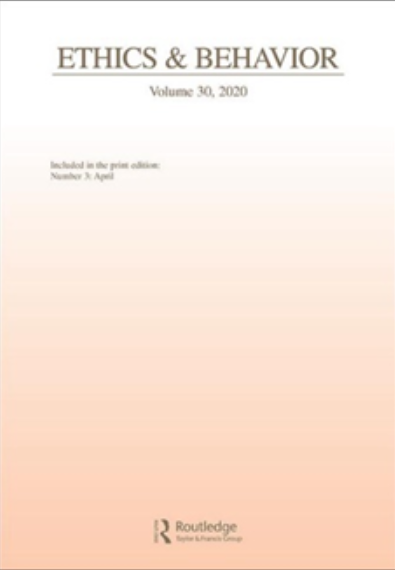 ETHICS & BEHAVIOR
Volume 30, 2020
Included in the print edition:
Number 3: April
Routledge
Taylor & Francis Group